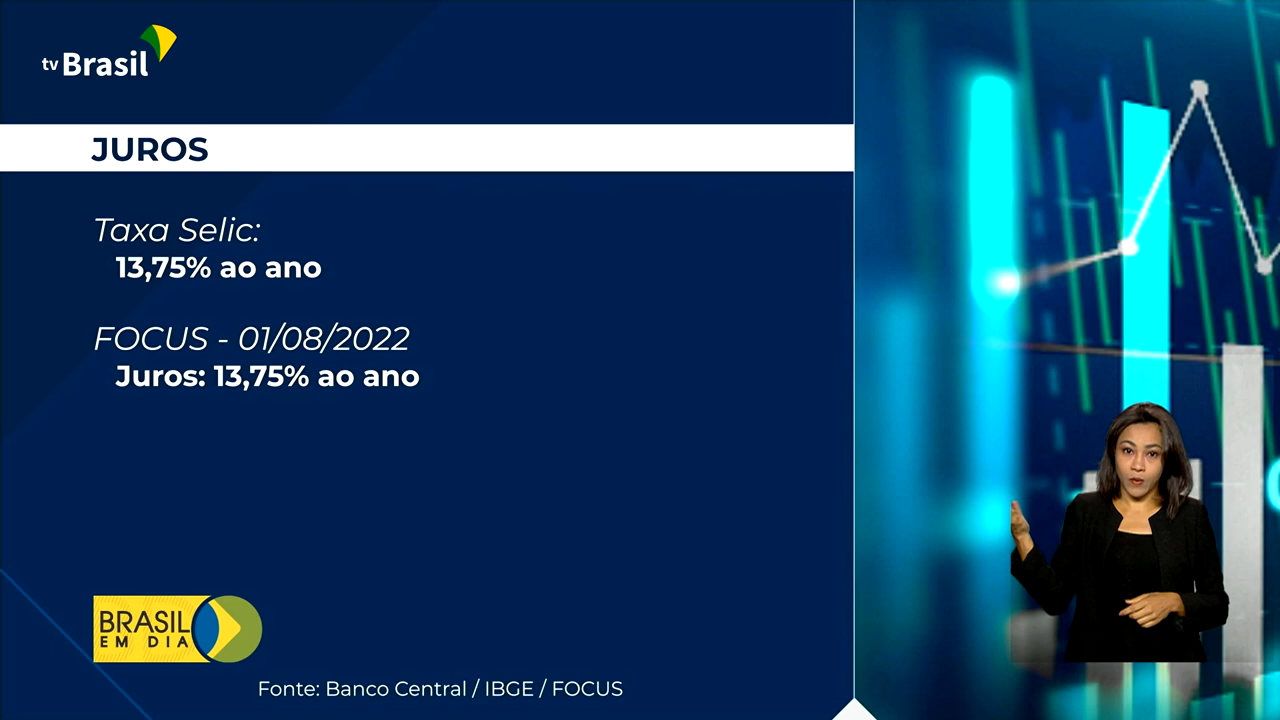 tv Brasil
JUROS
Taxa Selic:
13,75% ao ano
FOCUS - 01/08/2022
Juros: 13,75% ao ano
BRASIL
EM DIA
Fonte: Banco Central / IBGE / FOCUS